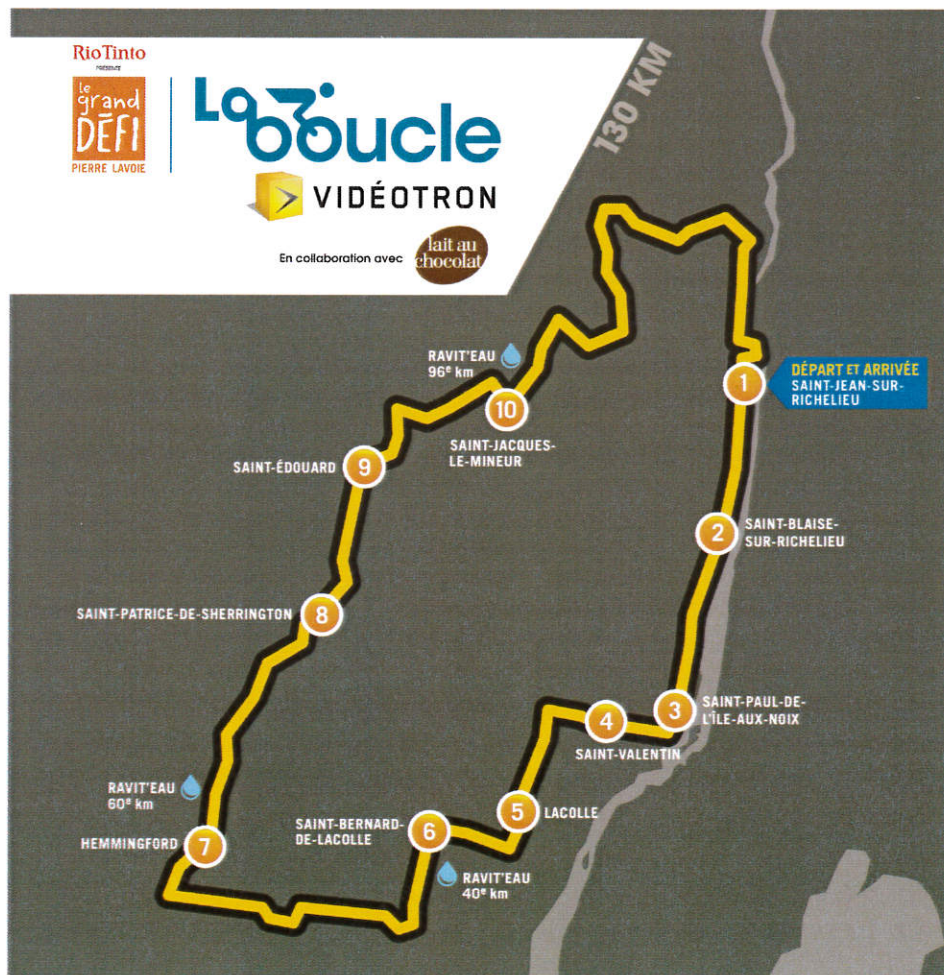 RioTinto
PRÉSENTE
le
grand
DÉFI
PIERRE LAVOIE
La boucle
VIDÉOTRON
En collaboration avec
lait au
chocolat
130 KM
RAVIT'EAU
96e km
1
DÉPART ET ARRIVÉE
SAINT-JEAN-SUR-
RICHELIEU
10
SAINT-JACQUES-
LE-MINEUR
SAINT-ÉDOUARD
9
2
SAINT-BLAISE-
SUR-RICHELIEU
SAINT-PATRICE-DE-SHERRINGTON
8
3
SAINT-PAUL-DE-
L'ÎLE-AUX-NOIX
4
SAINT-VALENTIN
RAVIT'EAU
60e km
5
LACOLLE
SAINT-BERNARD-
DE-LACOLLE
6
HEMMINGFORD
7
RAVIT'EAU
40e km